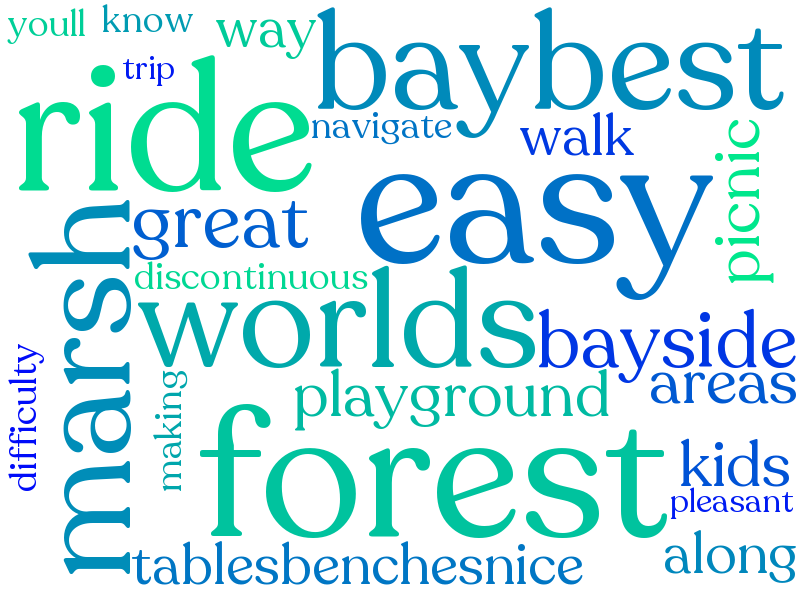 youll
know
way
baybest
trip
ride
navigate
walk
picnic
easy
great
marsh
discontinuous
worlds
bayside
difficulty
making
playground
areas
forest
kids
pleasant
tablesbenchesnice
along